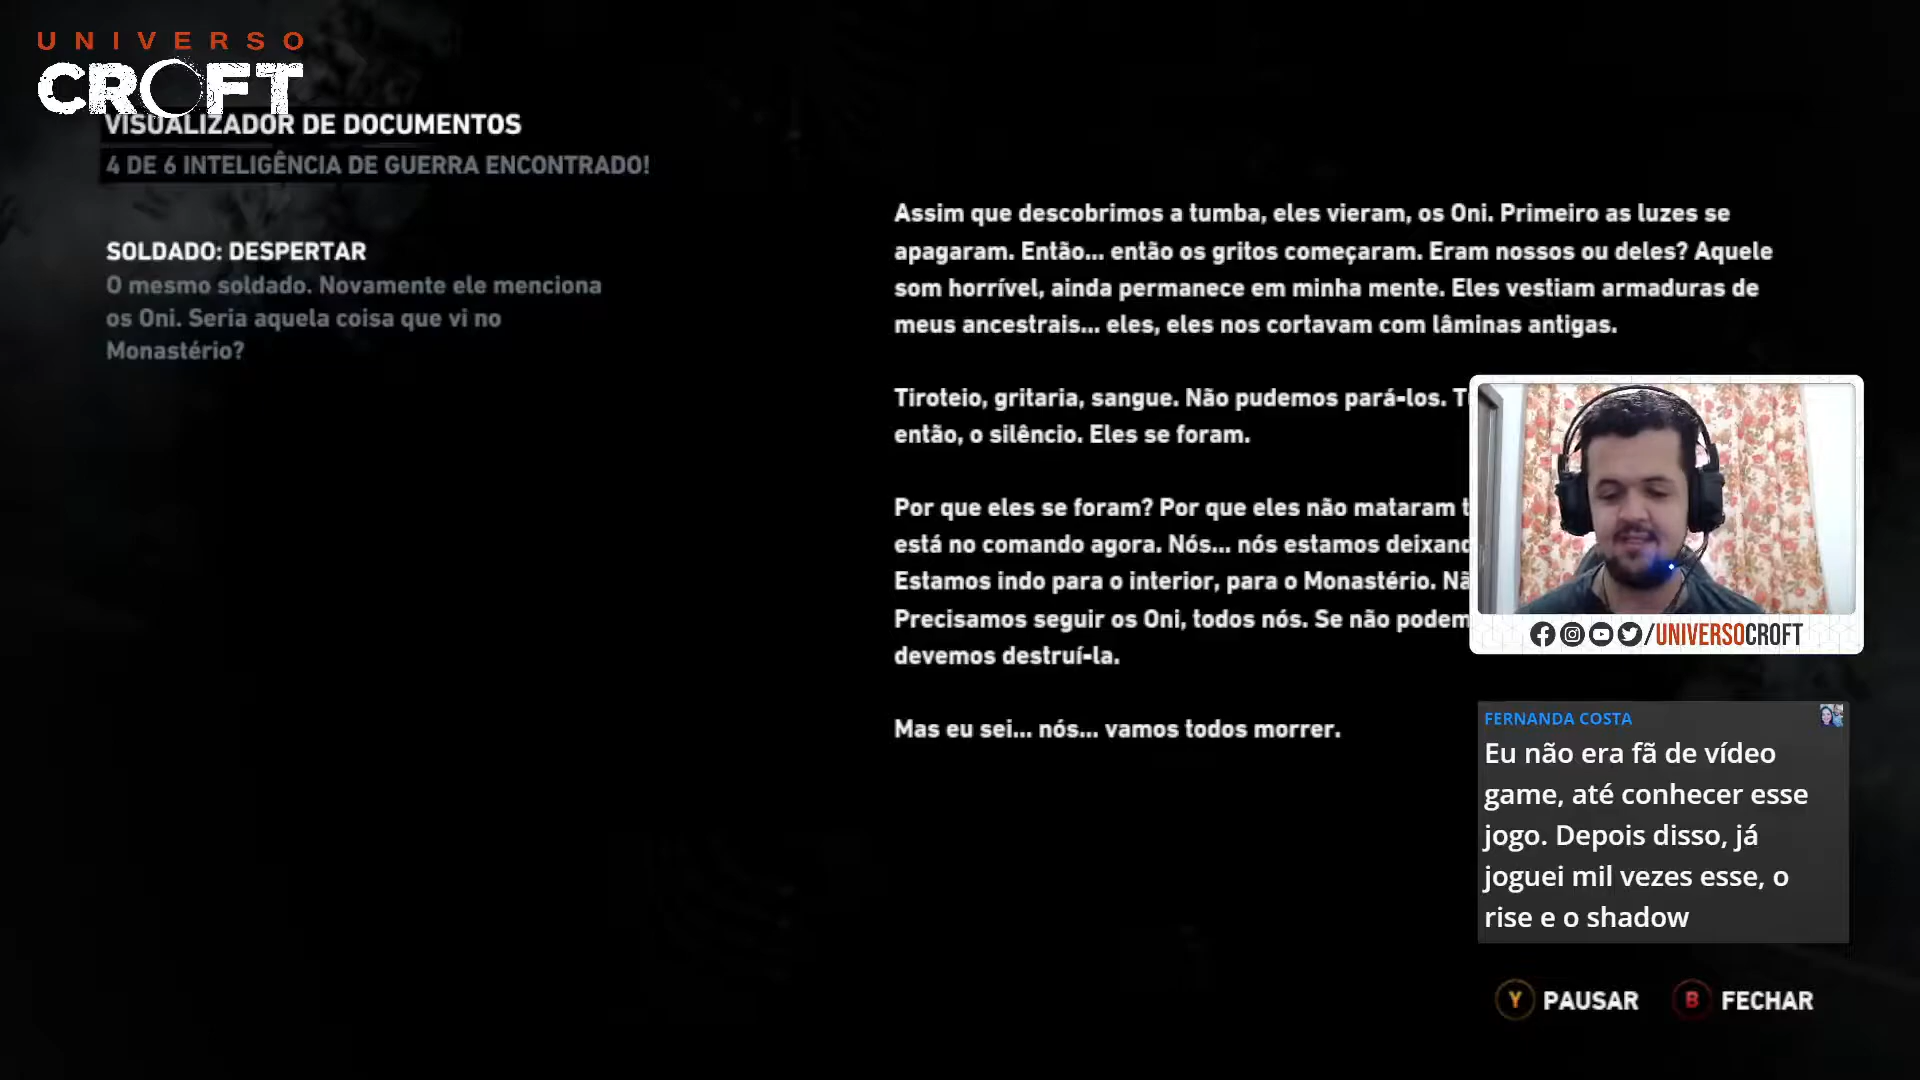 UNIVERSO
CROFT
VISUALIZADOR DE DOCUMENTOS
4 DE 6 INTELIGÊNCIA DE GUERRA ENCONTRADO!
SOLDADO: DESPERTAR
O mesmo soldado. Novamente ele menciona
os Oni. Seria aquela coisa que vi no
Monastério?
Assim que descobrimos a tumba, eles vieram, os Oni. Primeiro as luzes se
apagaram. Então... então os gritos começaram. Eram nossos ou deles? Aquele
som horrível, ainda permanece em minha mente. Eles vestiam armaduras de
meus ancestrais... eles, eles nos cortavam com lâminas antigas.
Tiroteio, gritaria, sangue. Não pudemos pará-los.
então, o silêncio. Eles se foram.
Por que eles se foram? Por que eles não mataram
está no comando agora. Nós... nós estamos
Estamos indo para o interior, para o Monastério.
Precisamos seguir os Oni, todos nós. Se não
devemos destruí-la.
Mas eu sei... nós... vamos todos morrer.
/UNIVERSOCROFT
FERNANDA COSTA
Eu não era fã de vídeo
game, até conhecer esse
jogo. Depois disso, já
joguei mil vezes esse, o
rise e o shadow
Y PAUSAR B FECHAR